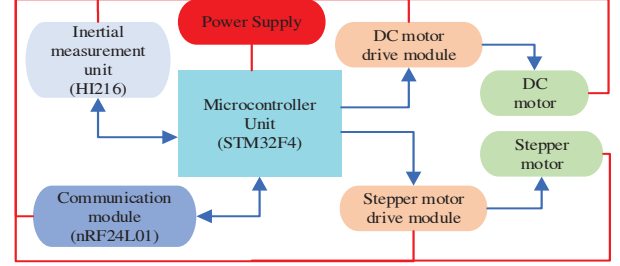 Inertial
measurement
unit
(HI216)
Power Supply
DC motor
drive module
DC
motor
Microcontroller
Unit
(STM32F4)
Stepper
motor
Communication
module
(nRF24L01)
Stepper motor
drive module